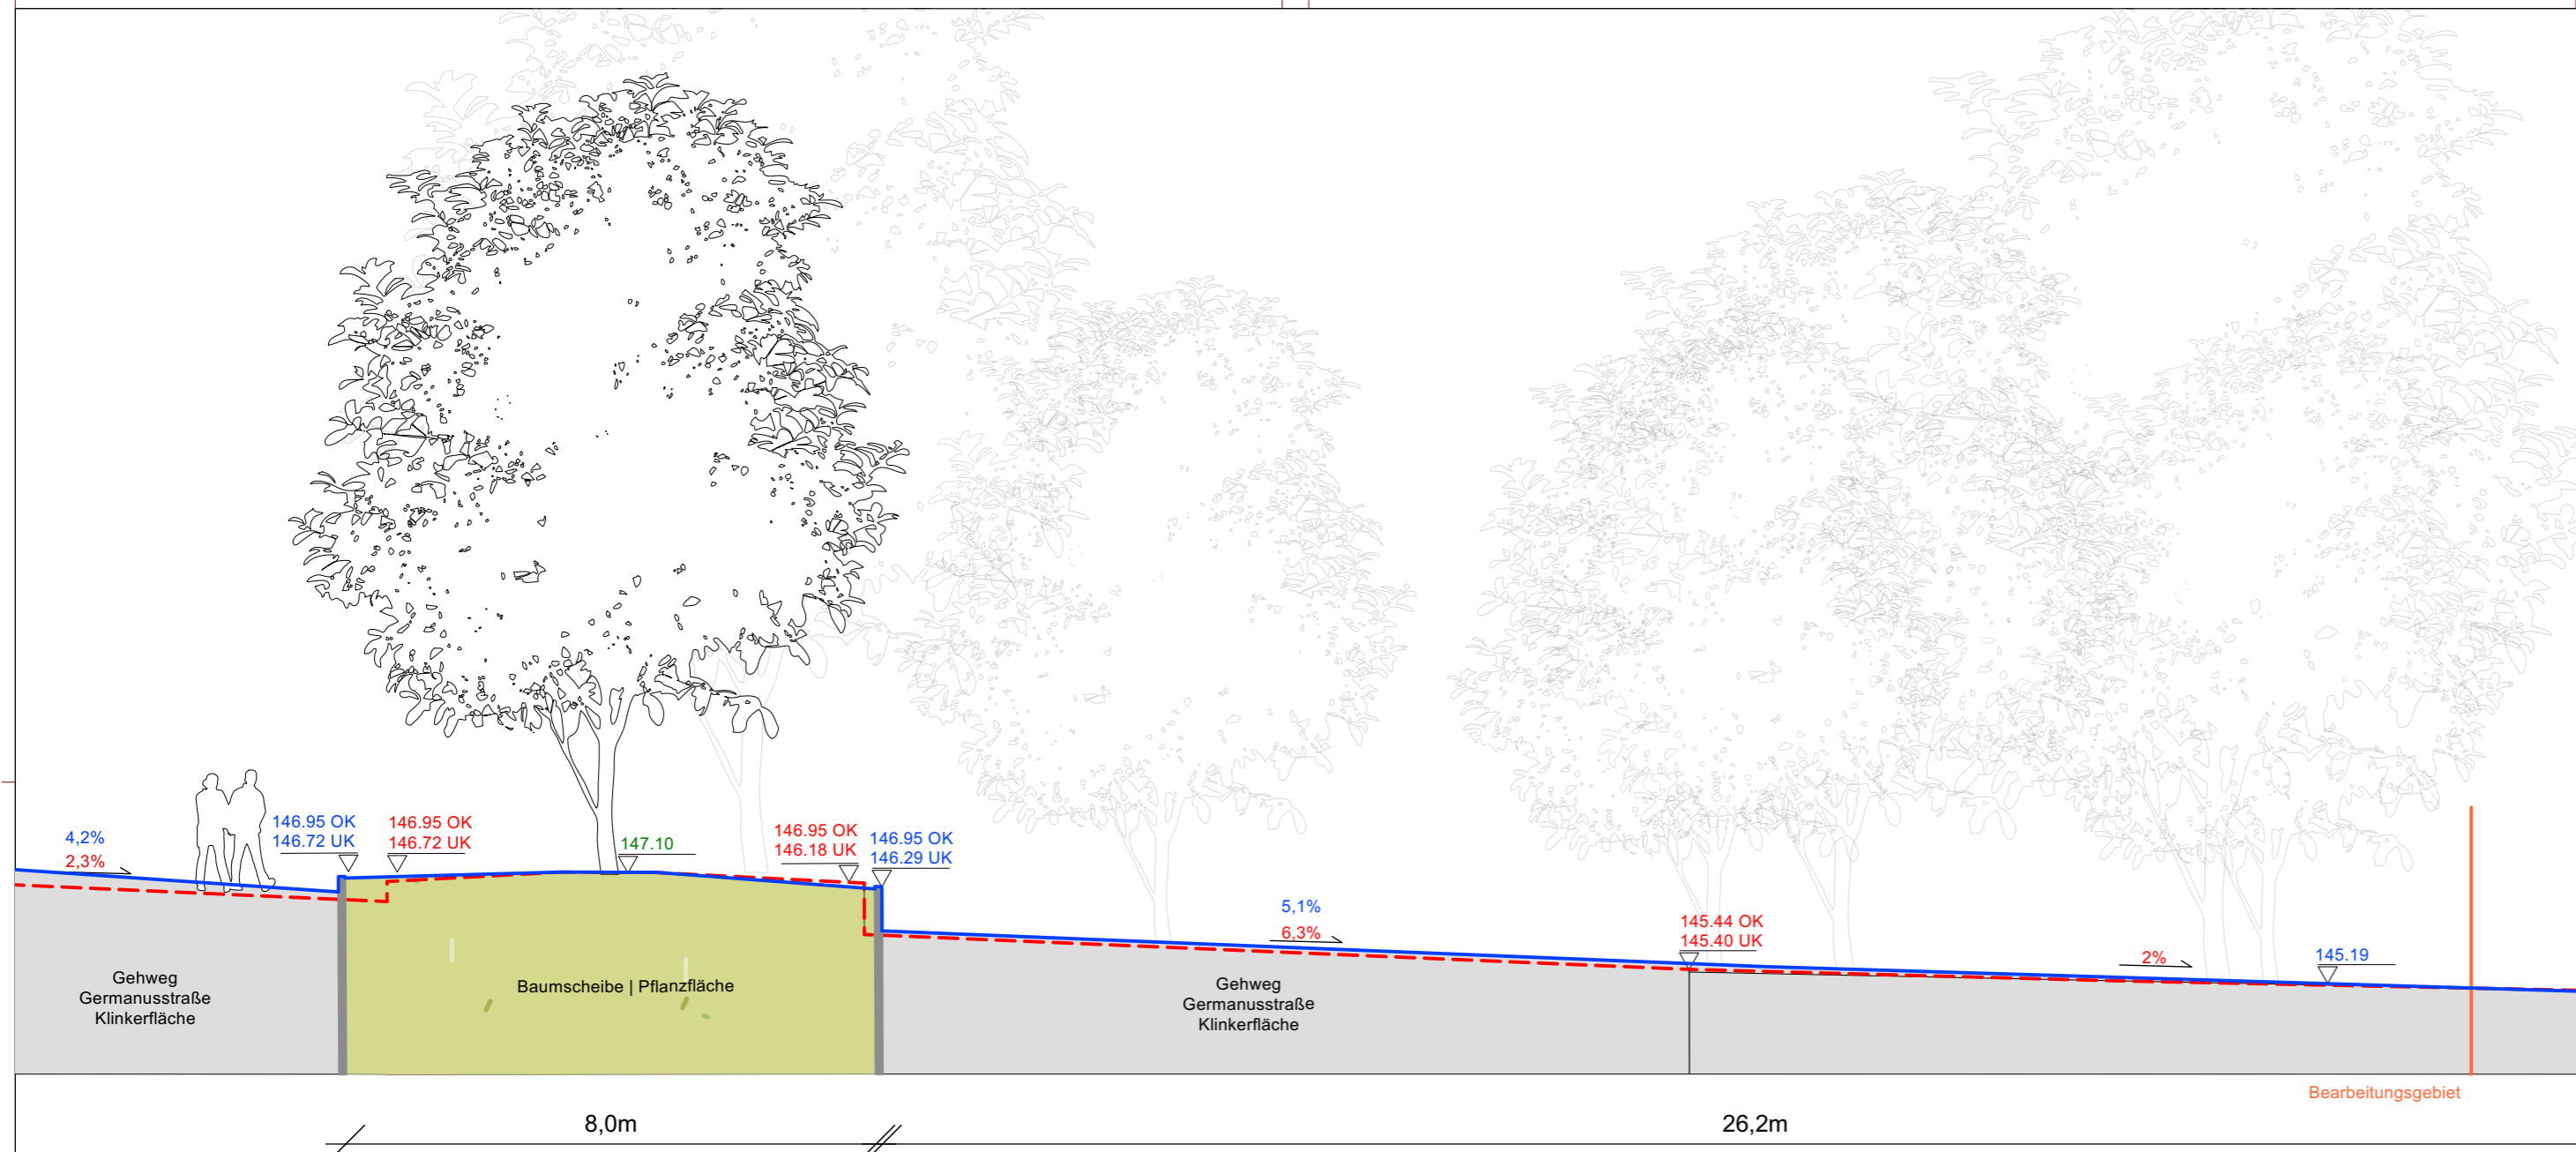 4,2%
2,3%
146.95 OK
146.72 UK
146.95 OK
146.72 UK
147.10
146.95 OK
146.18 UK
146.95 OK
146.29 UK
5,1%
6,3%
145.44 OK
145.40 UK
2%
145.19
Gehweg
Germanusstraße
Klinkerfläche
Baumscheibe | Pflanzfläche
Gehweg
Germanusstraße
Klinkerfläche
Bearbeitungsgebiet
8,0m
26,2m